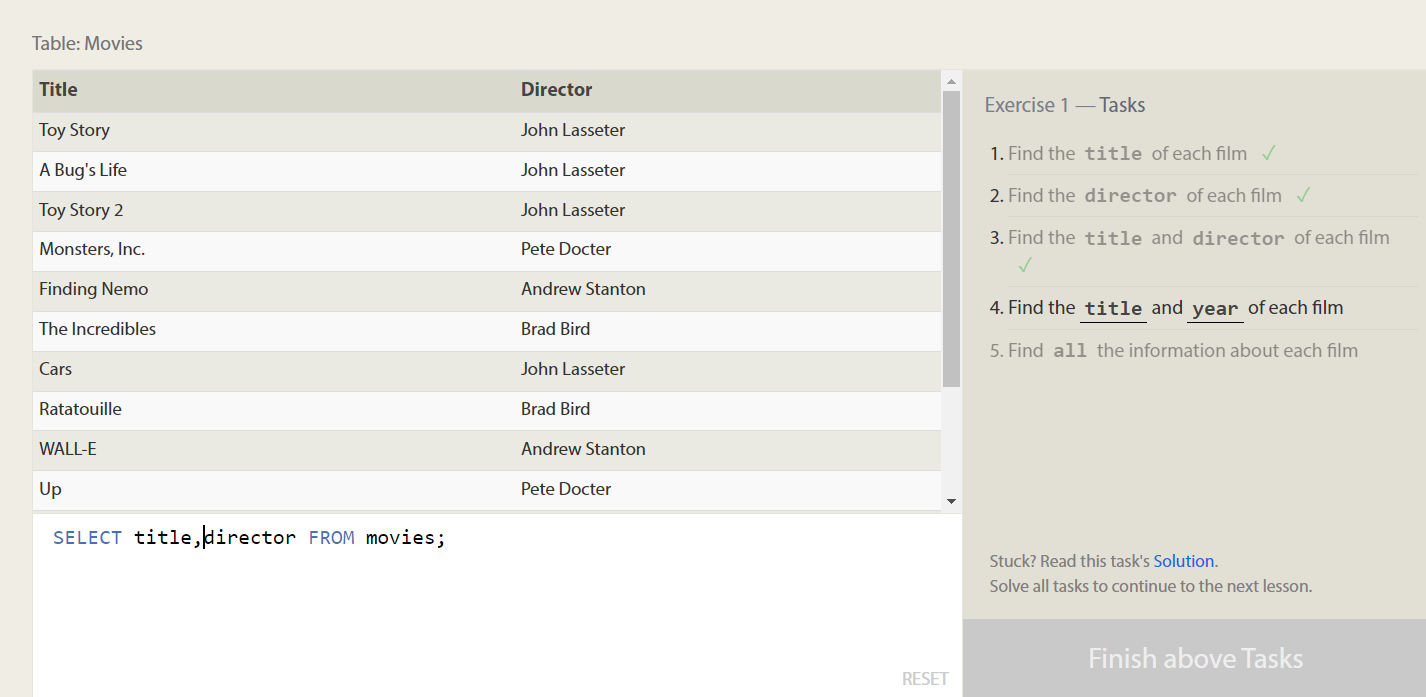 Table: Movies
Title Director
Toy Story John Lasseter
A Bug's Life John Lasseter
Toy Story 2 John Lasseter
Monsters, Inc. Pete Docter
Finding Nemo Andrew Stanton
The Incredibles Brad Bird
Cars John Lasseter
Ratatouille Brad Bird
WALL-E Andrew Stanton
Up Pete Docter
SELECT title,director FROM movies;
RESET
Exercise 1 — Tasks
1. Find the title of each film ✓
2. Find the director of each film ✓
3. Find the title and director of each film
✓
4. Find the title and year of each film
5. Find all the information about each film
Stuck? Read this task's Solution.
Solve all tasks to continue to the next lesson.
Finish above Tasks